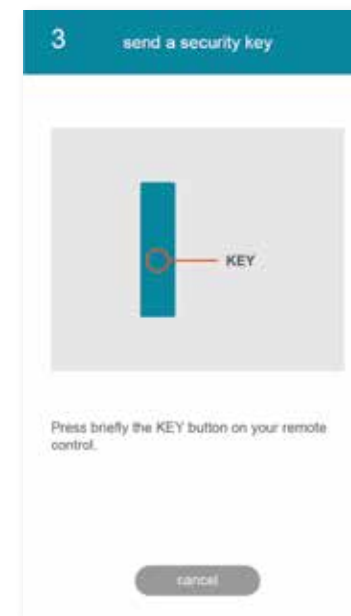 3 send a security key
KEY
Press briefly the KEY button on your remote
control.
cancel